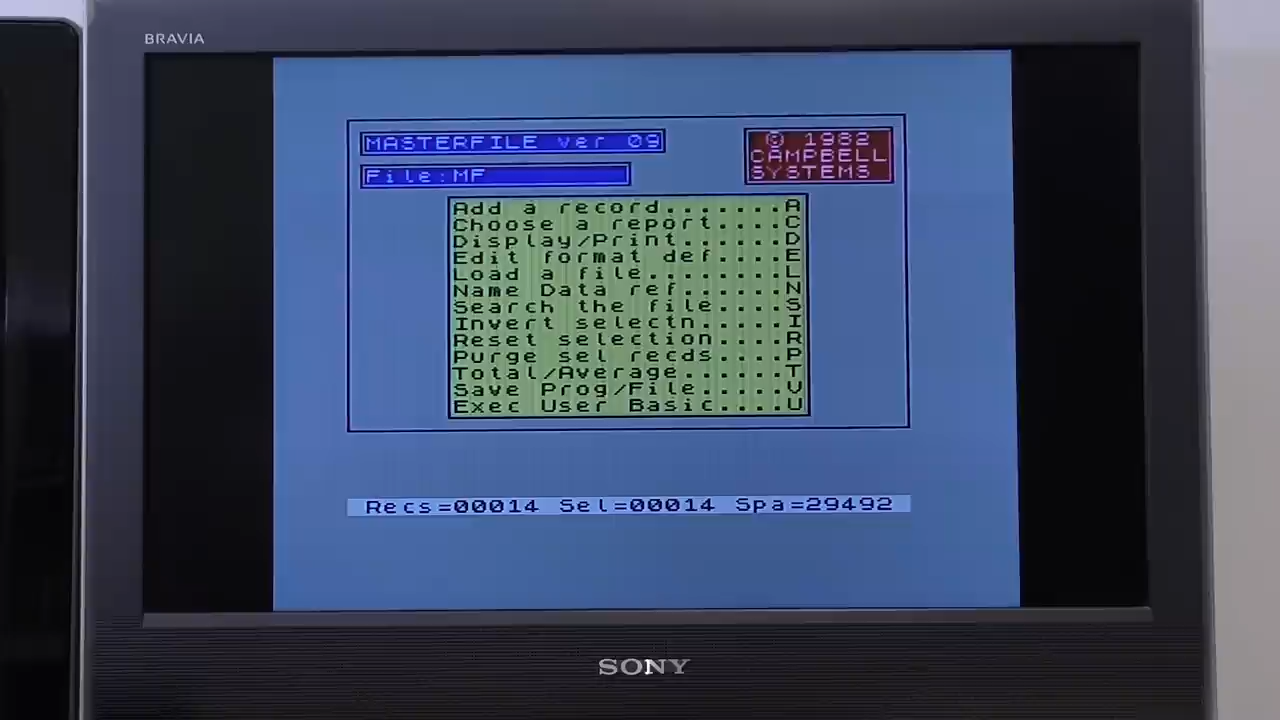 BRAVIA
MASTERFILE ver 09
© 1982
CAMPBELL
SYSTEMS
File:MF
Add a record.......A
Choose a report....C
Display/Print......D
Edit format def....E
Load a file........L
Name Data ref......N
Search the file....S
Invert selectn.....I
Reset selection....R
Purge sel recds....P
Total/Average......T
Save Prog/File.....V
Exec User Basic....U
Recs=00014 Sel=00014 Spa=29492
SONY